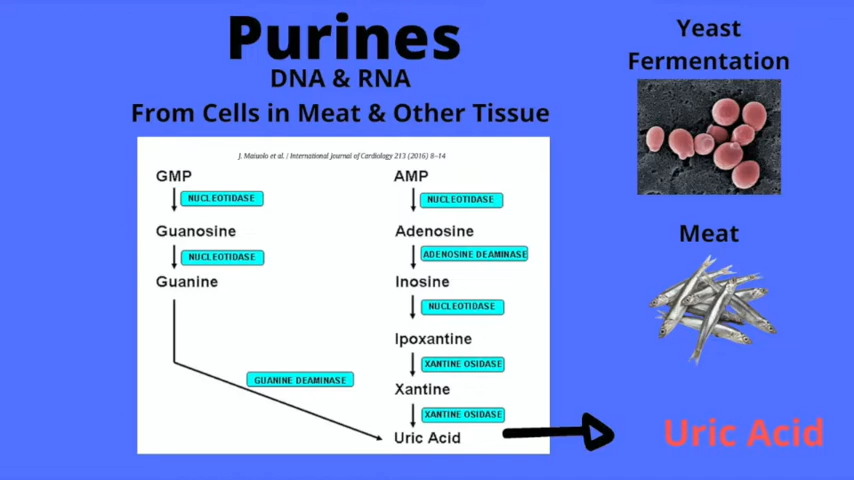 Purines
DNA & RNA
From Cells in Meat & Other Tissue
J. Maiuolo et al. / International Journal of Cardiology 213 (2016) 8–14
GMP
NUCLEOTIDASE
Guanosine
NUCLEOTIDASE
Guanine
GUANINE DEAMINASE
AMP
NUCLEOTIDASE
Adenosine
ADENOSINE DEAMINASE
Inosine
NUCLEOTIDASE
Ipoxantine
XANTINE OSIDASE
Xantine
XANTINE OSIDASE
Uric Acid
Yeast
Fermentation
Meat
Uric Acid